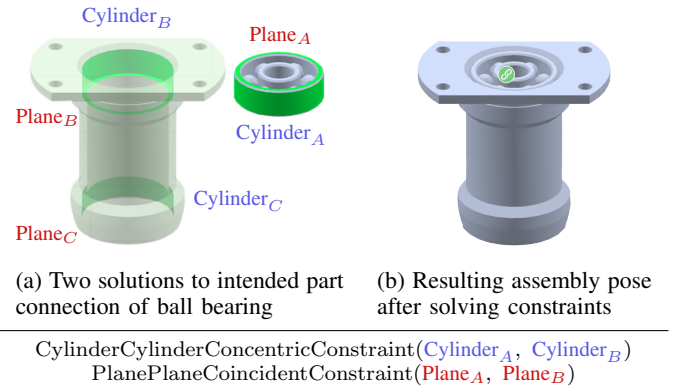 Cylinder_B
Plane_A
Plane_B
Cylinder_A
Cylinder_C
Plane_C
(a) Two solutions to intended part
connection of ball bearing
(b) Resulting assembly pose
after solving constraints
CylinderCylinderConcentricConstraint(Cylinder_A, Cylinder_B)
PlanePlaneCoincidentConstraint(Plane_A, Plane_B)